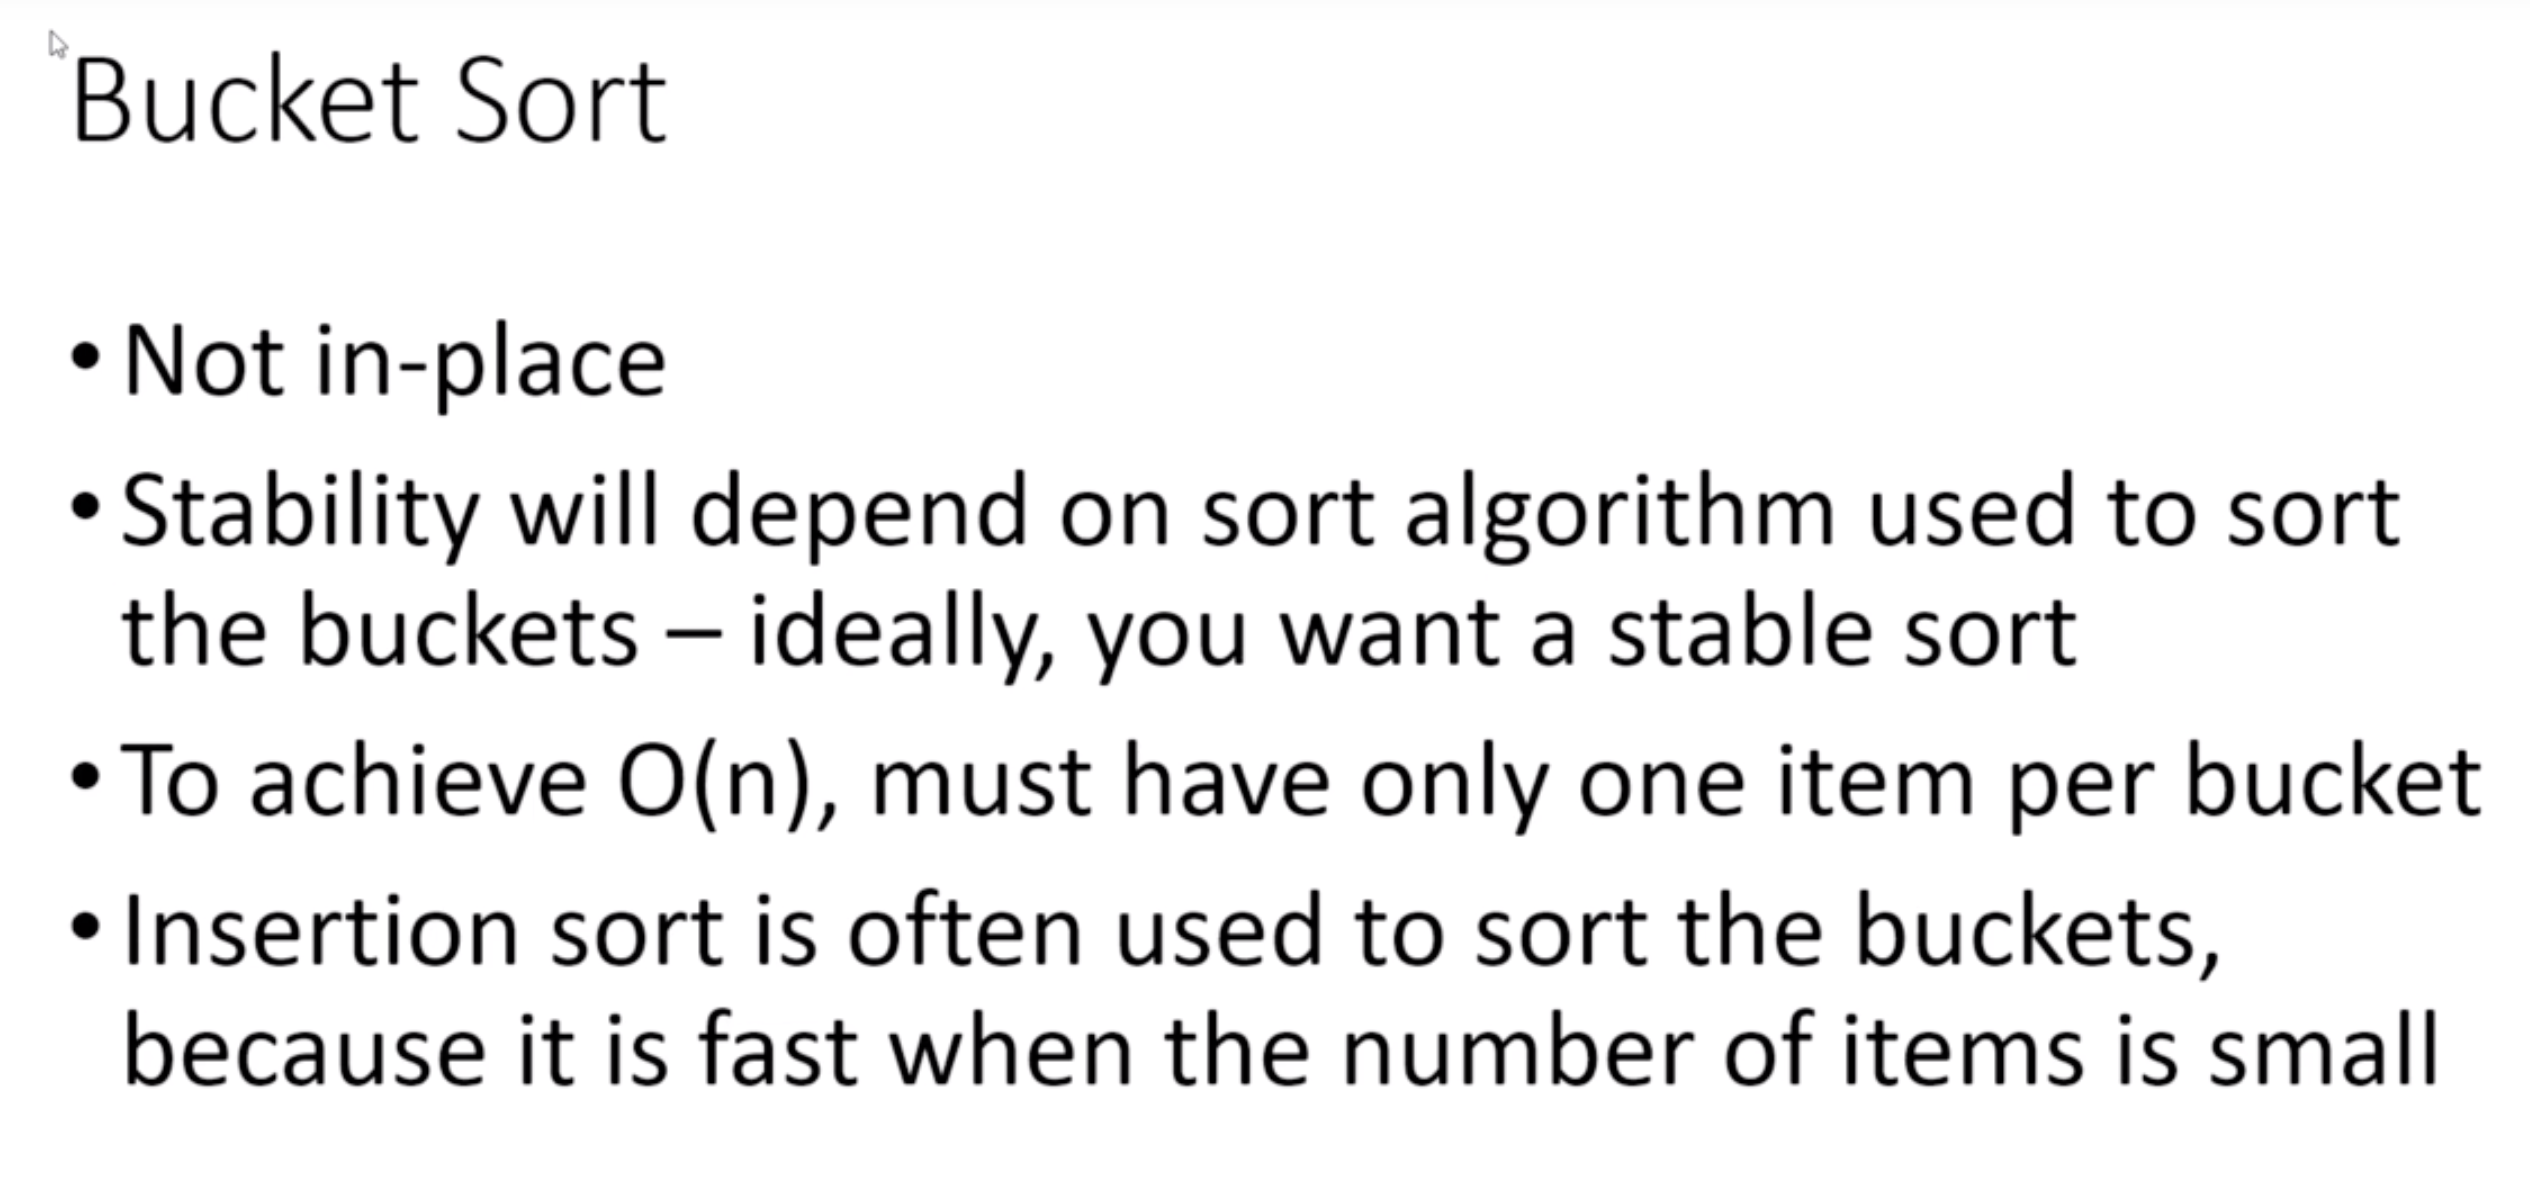 Bucket Sort
• Not in-place
• Stability will depend on sort algorithm used to sort
the buckets – ideally, you want a stable sort
• To achieve O(n), must have only one item per bucket
• Insertion sort is often used to sort the buckets,
because it is fast when the number of items is small